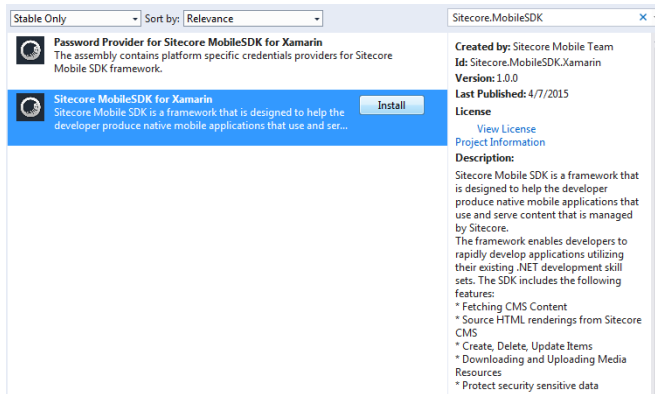 Stable Only
Sort by: Relevance
Sitecore.MobileSDK
Password Provider for Sitecore MobileSDK for Xamarin
The assembly contains platform specific credentials providers for Sitecore
Mobile SDK framework.
Sitecore MobileSDK for Xamarin
Sitecore Mobile SDK is a framework that is designed to help the
developer produce native mobile applications that use and ser...
Install
Created by: Sitecore Mobile Team
Id: Sitecore.MobileSDK.Xamarin
Version: 1.0.0
Last Published: 4/7/2015
License
View License
Project Information
Description:
Sitecore Mobile SDK is a framework that
is designed to help the developer
produce native mobile applications that
use and serve content that is managed
by Sitecore.
The framework enables developers to
rapidly develop applications utilizing
their existing .NET development skill
sets. The SDK includes the following
features:
* Fetching CMS Content
* Source HTML renderings from Sitecore
CMS
* Create, Delete, Update Items
* Downloading and Uploading Media
Resources
* Protect security sensitive data